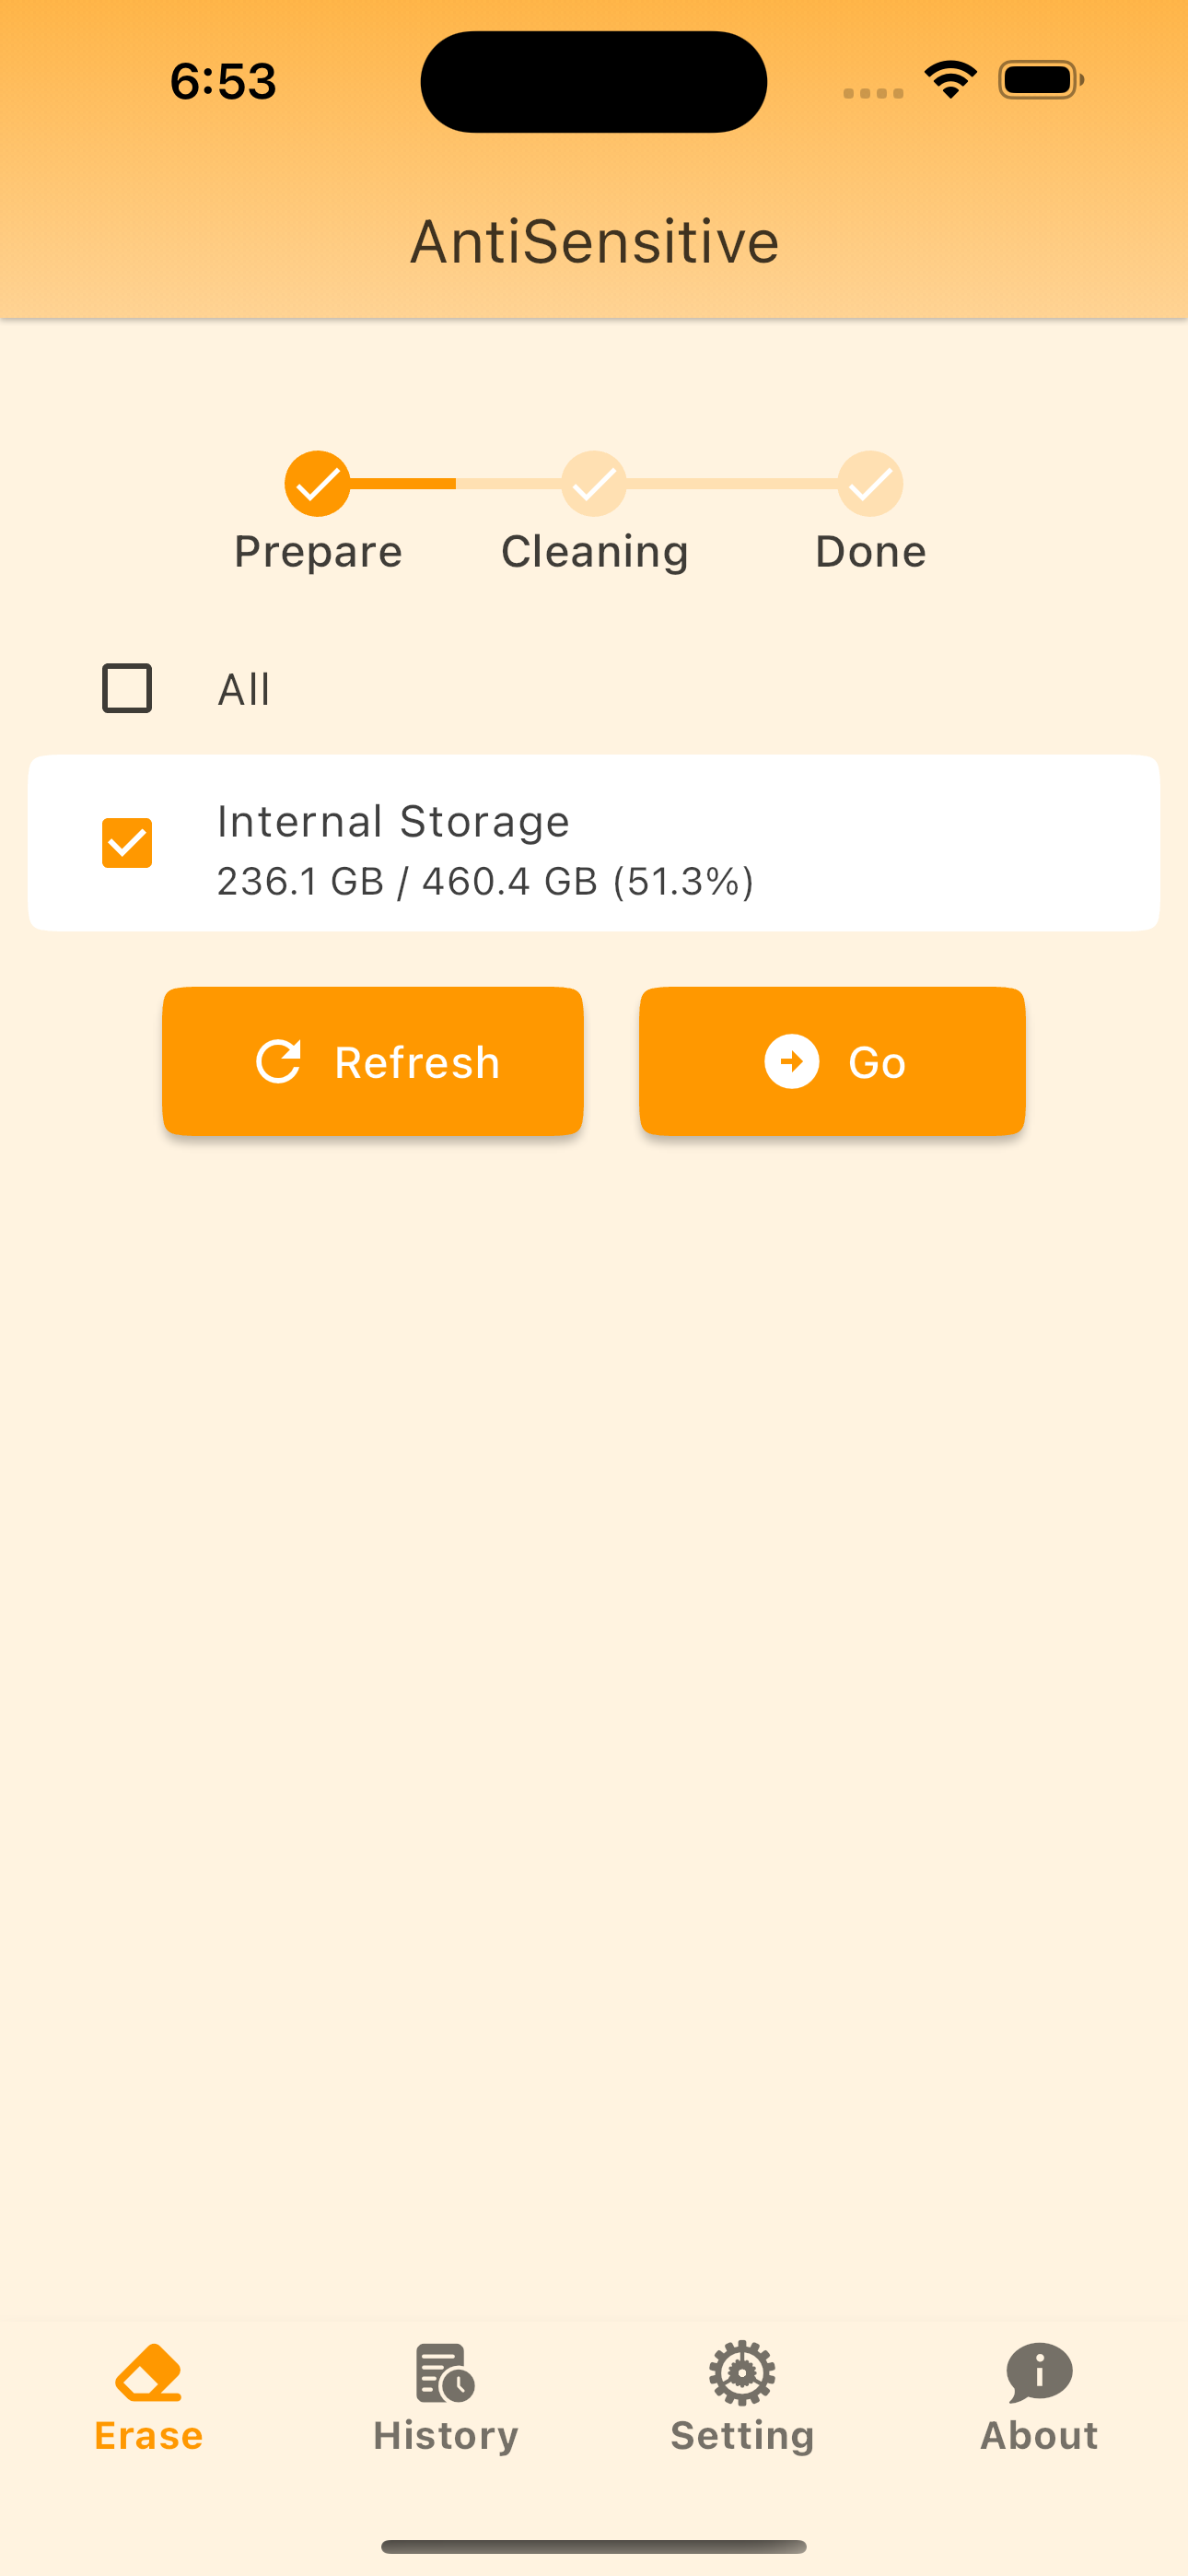 6:53
AntiSensitive
Prepare Cleaning Done
All
Internal Storage
236.1 GB / 460.4 GB (51.3%)
Refresh Go
Erase History Setting About